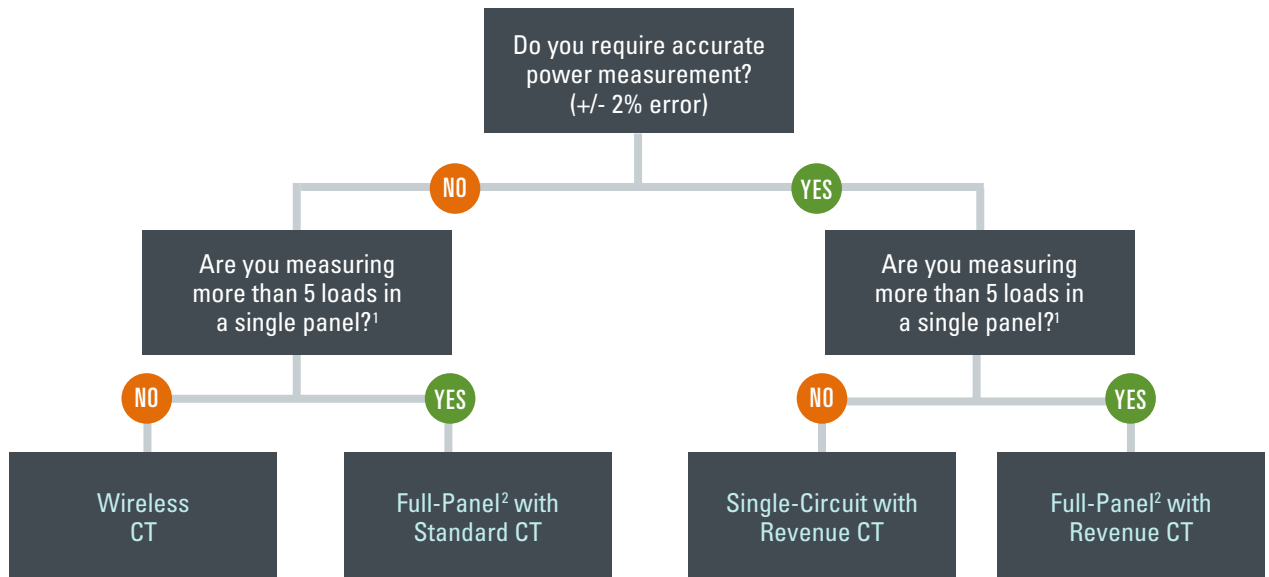 Do you require accurate
power measurement?
(+/- 2% error)
NO
YES
Are you measuring
more than 5 loads in
a single panel?¹
Are you measuring
more than 5 loads in
a single panel?¹
NO
YES
NO
YES
Wireless
CT
Full-Panel² with
Standard CT
Single-Circuit with
Revenue CT
Full-Panel² with
Revenue CT